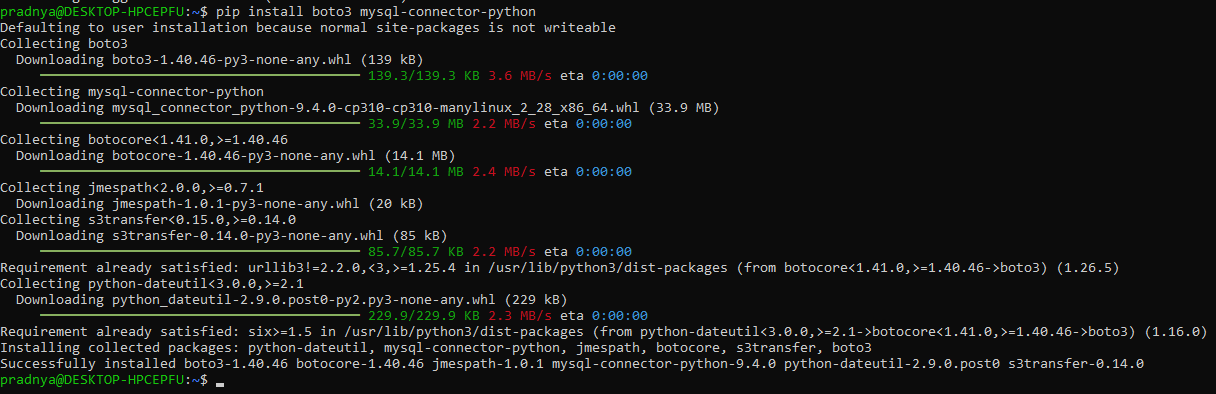 pradnya@DESKTOP-HPCEPFU:~$ pip install boto3 mysql-connector-python
Defaulting to user installation because normal site-packages is not writeable
Collecting boto3
  Downloading boto3-1.40.46-py3-none-any.whl (139 kB)
139.3/139.3 KB 3.6 MB/s eta 0:00:00
Collecting mysql-connector-python
  Downloading mysql_connector_python-9.4.0-cp310-cp310-manylinux_2_28_x86_64.whl (33.9 MB)
33.9/33.9 MB 2.2 MB/s eta 0:00:00
Collecting botocore<1.41.0,>=1.40.46
  Downloading botocore-1.40.46-py3-none-any.whl (14.1 MB)
14.1/14.1 MB 2.4 MB/s eta 0:00:00
Collecting jmespath<2.0.0,>=0.7.1
  Downloading jmespath-1.0.1-py3-none-any.whl (20 kB)
Collecting s3transfer<0.15.0,>=0.14.0
  Downloading s3transfer-0.14.0-py3-none-any.whl (85 kB)
85.7/85.7 KB 2.2 MB/s eta 0:00:00
Requirement already satisfied: urllib3!=2.2.0,<3,>=1.25.4 in /usr/lib/python3/dist-packages (from botocore<1.41.0,>=1.40.46->boto3) (1.26.5)
Collecting python-dateutil<3.0.0,>=2.1
  Downloading python_dateutil-2.9.0.post0-py2.py3-none-any.whl (229 kB)
229.9/229.9 KB 2.3 MB/s eta 0:00:00
Requirement already satisfied: six>=1.5 in /usr/lib/python3/dist-packages (from python-dateutil<3.0.0,>=2.1->botocore<1.41.0,>=1.40.46->boto3) (1.16.0)
Installing collected packages: python-dateutil, mysql-connector-python, jmespath, botocore, s3transfer, boto3
Successfully installed boto3-1.40.46 botocore-1.40.46 jmespath-1.0.1 mysql-connector-python-9.4.0 python-dateutil-2.9.0.post0 s3transfer-0.14.0
pradnya@DESKTOP-HPCEPFU:~$